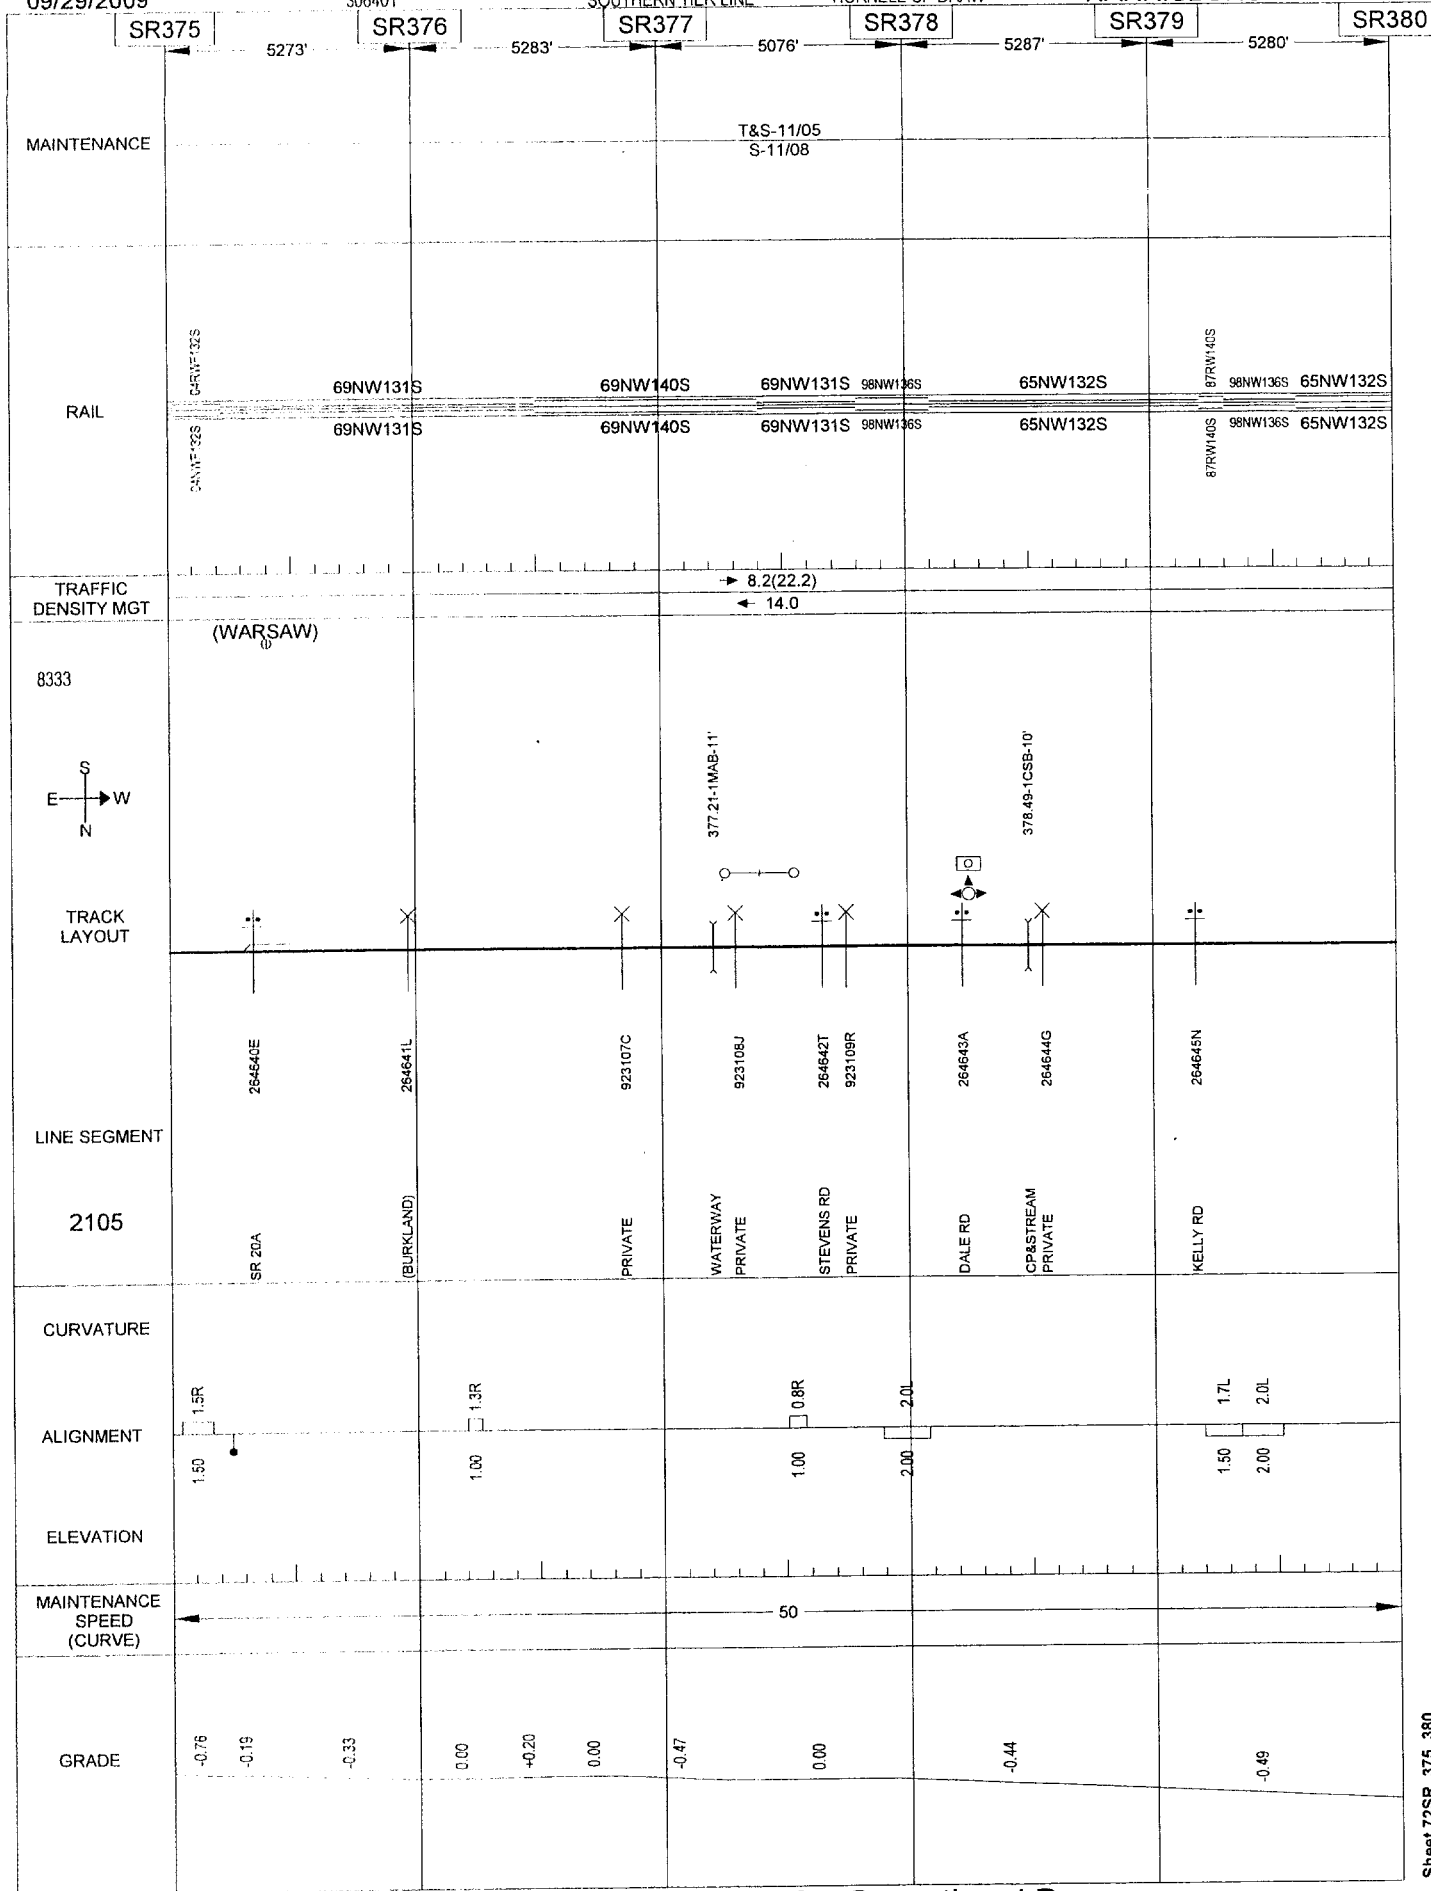 09/29/2009
306401
SOUTHERN TIER LINE
SR375 SR376 SR377 SR378 SR379 SR380
5273' 5283' 5076' 5287' 5280'
MAINTENANCE
T&S-11/05
S-11/08
RAIL
04RWF132S
69NW131S 69NW140S 69NW131S 98NW136S 65NW132S
87RW140S
98NW136S 65NW132S
69NW131S 69NW140S 69NW131S 98NW136S 65NW132S
87RW140S
98NW136S 65NW132S
TRAFFIC
DENSITY MGT
8.2(22.2)
14.0
(WARSAW)
(I)
8333
S
E W
N
377.21-1MAB-11'
378.49-1CSB-10'
TRACK
LAYOUT
264640E
264641L
923107C
923108J
264642T
923109R
264643A
264644G
264645N
LINE SEGMENT
2105
SR 20A
(BURKLAND)
PRIVATE
WATERWAY
PRIVATE
STEVENS RD
PRIVATE
DALE RD
CP&STREAM
PRIVATE
KELLY RD
CURVATURE
1.5R
1.3R
0.8R
2.0L
1.7L
2.0L
ALIGNMENT
1.50
1.00
1.00
2.00
1.50
2.00
ELEVATION
MAINTENANCE
SPEED
(CURVE)
50
GRADE
-0.76
-0.19
-0.33
0.00
+0.20
0.00
-0.47
0.00
-0.44
-0.49
Sheet 72SR_375_380